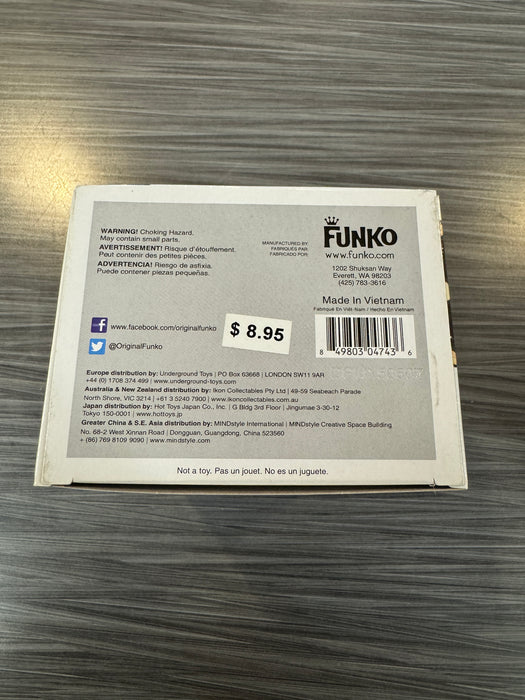 WARNING! Choking Hazard.
May contain small parts.
AVERTISSEMENT! Risque d'étouffement.
Peut contenir des petites pièces.
ADVERTENCIA! Riesgo de asfixia.
Puede contener piezas pequeñas.
MANUFACTURED BY
FABRIQUÉS PAR:
FABRICADO POR:
FUNKO
www.funko.com
1202 Shuksan Way
Everett, WA 98203
(425) 783-3616
Made In Vietnam
Fabriqué En Viêt-Nam / Hecho En Vietnam
8 49803 04743 6
f www.facebook.com/originalfunko
@OriginalFunko
$ 8.95
Europe distribution by: Underground Toys | PO Box 63668 | LONDON SW11 9AR
+44 (0) 1708 374 499 | www.underground-toys.com
Australia & New Zealand distribution by: Ikon Collectables Pty Ltd | 49-59 Seabeach Parade
North Shore, VIC 3214 | +61 3 5240 7900 | www.ikoncollectables.com
Japan distribution by: Hot Toys Japan Co., Inc. | G Bldg 3rd Floor | Jingumae 3-30-12
Tokyo 150-0001 | www.hottoys.jp
Greater China & S.E. Asia distribution by: MINDstyle International | MINDstyle Creative Space Building
No. 68-2 West Xinnan Road | Dongguan, Guangdong, China 523560
+ (86) 769 8109 9090 | www.mindstyle.com
Not a toy. Pas un jouet. No es un juguete.